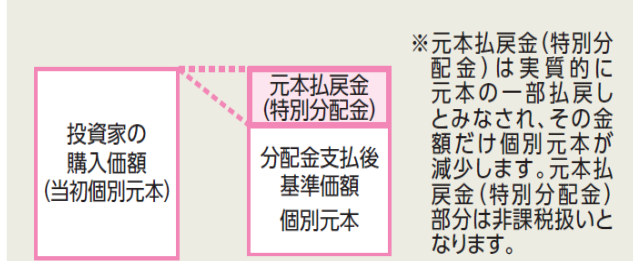 投資家の
購入価額
(当初個別元本)
元本払戻金
(特別分配金)
分配金支払後
基準価額
個別元本
※元本払戻金(特別分
配金)は実質的に
元本の一部払戻し
とみなされ、その金
額だけ個別元本が
減少します。元本払
戻金(特別分配金)
部分は非課税扱いと
なります。